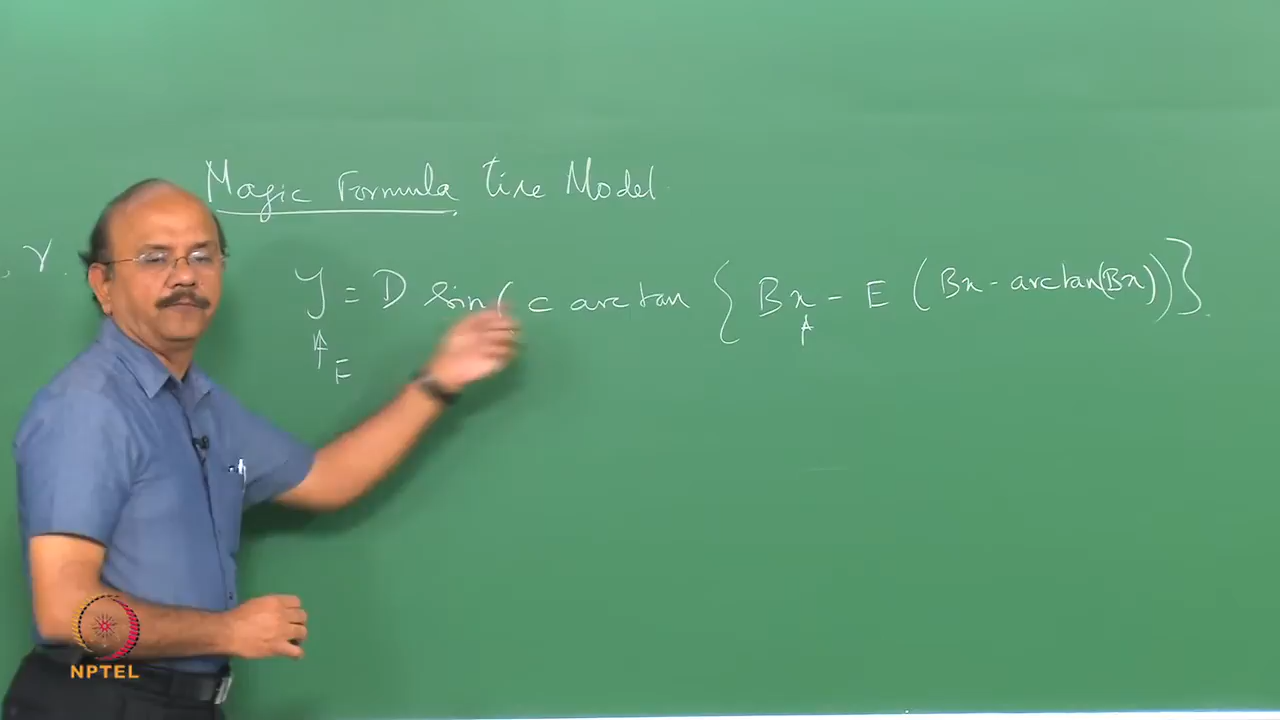 Magic Formula tire Model
, γ.
y = D sin( c arctan { Bx - E (Bx - arctan(Bx))}.
F
NPTEL